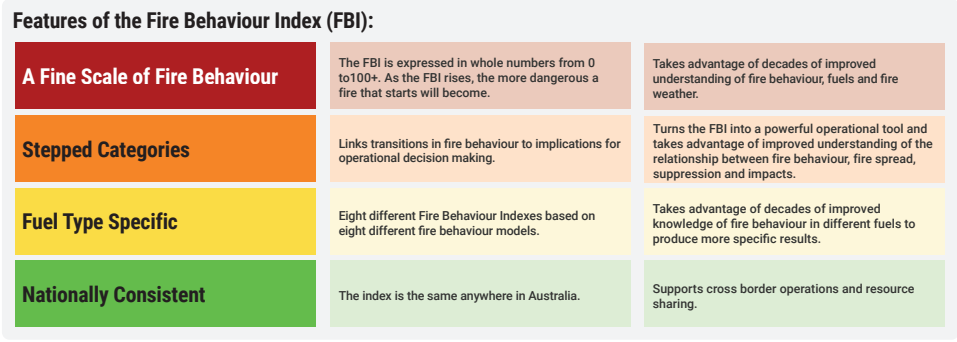 Features of the Fire Behaviour Index (FBI):
A Fine Scale of Fire Behaviour
The FBI is expressed in whole numbers from 0
to100+. As the FBI rises, the more dangerous a
fire that starts will become.
Takes advantage of decades of improved
understanding of fire behaviour, fuels and fire
weather.
Stepped Categories
Links transitions in fire behaviour to implications for
operational decision making.
Turns the FBI into a powerful operational tool and
takes advantage of improved understanding of the
relationship between fire behaviour, fire spread,
suppression and impacts.
Fuel Type Specific
Eight different Fire Behaviour Indexes based on
eight different fire behaviour models.
Takes advantage of decades of improved
knowledge of fire behaviour in different fuels to
produce more specific results.
Nationally Consistent
The index is the same anywhere in Australia.
Supports cross border operations and resource
sharing.